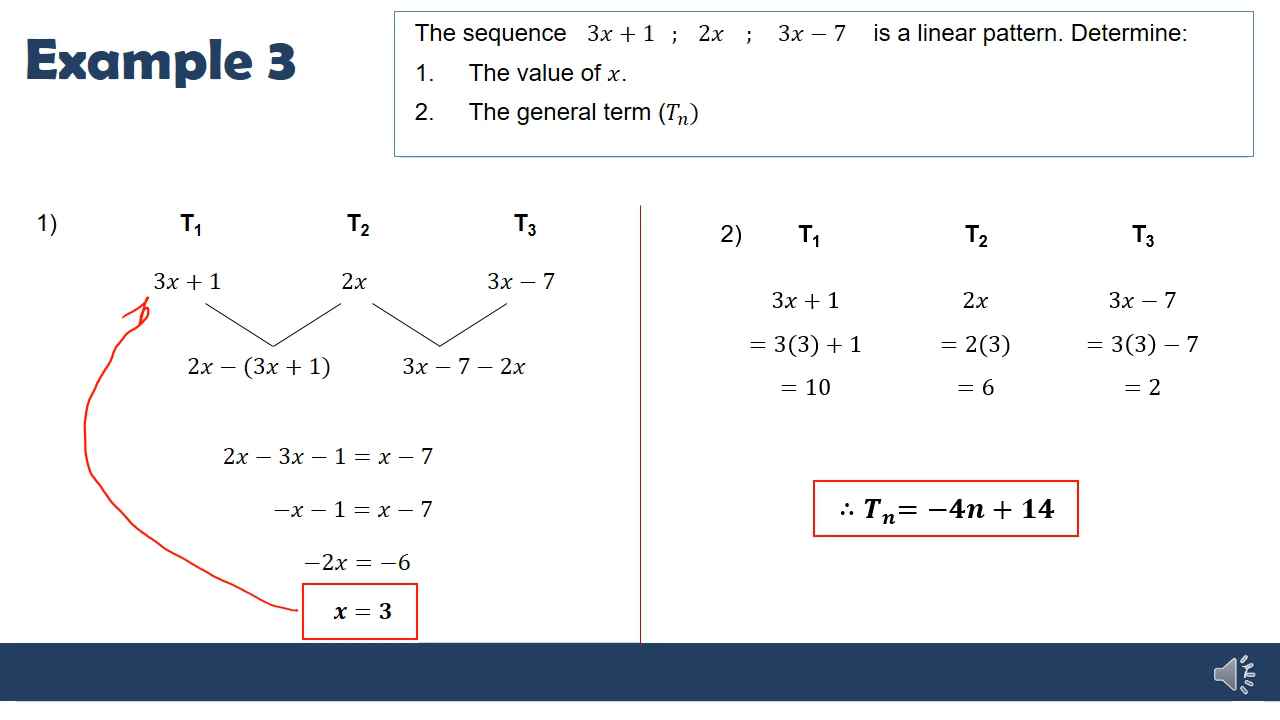 Example 3
The sequence 3x + 1 ; 2x ; 3x − 7 is a linear pattern. Determine:
1. The value of x.
2. The general term (Tₙ)
1) T₁ T₂ T₃
3x + 1 2x 3x − 7
2x − (3x + 1) 3x − 7 − 2x
2x − 3x − 1 = x − 7
−x − 1 = x − 7
−2x = −6
x = 3
2) T₁ T₂ T₃
3x + 1 2x 3x − 7
= 3(3) + 1 = 2(3) = 3(3) − 7
= 10 = 6 = 2
∴ Tₙ= −4n + 14